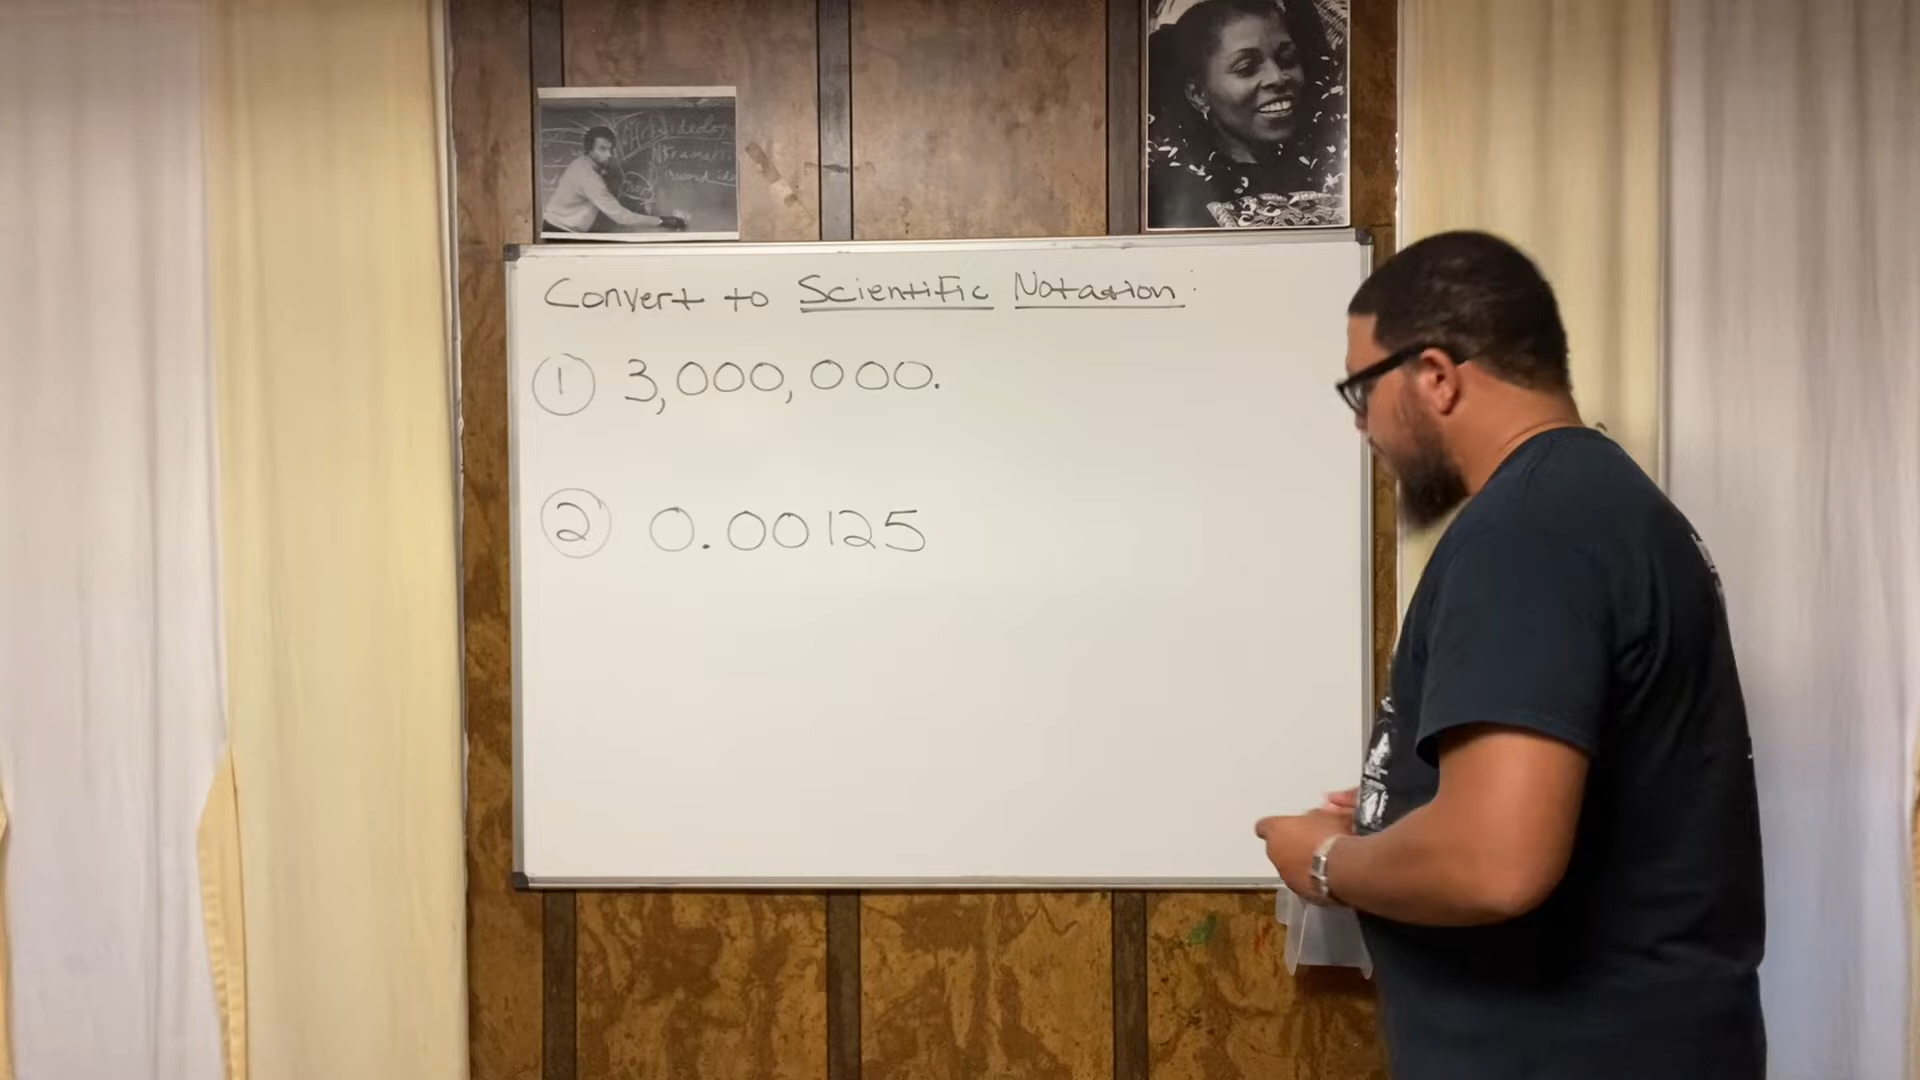 Convert to Scientific Notation:
① 3,000,000.
② 0.00125